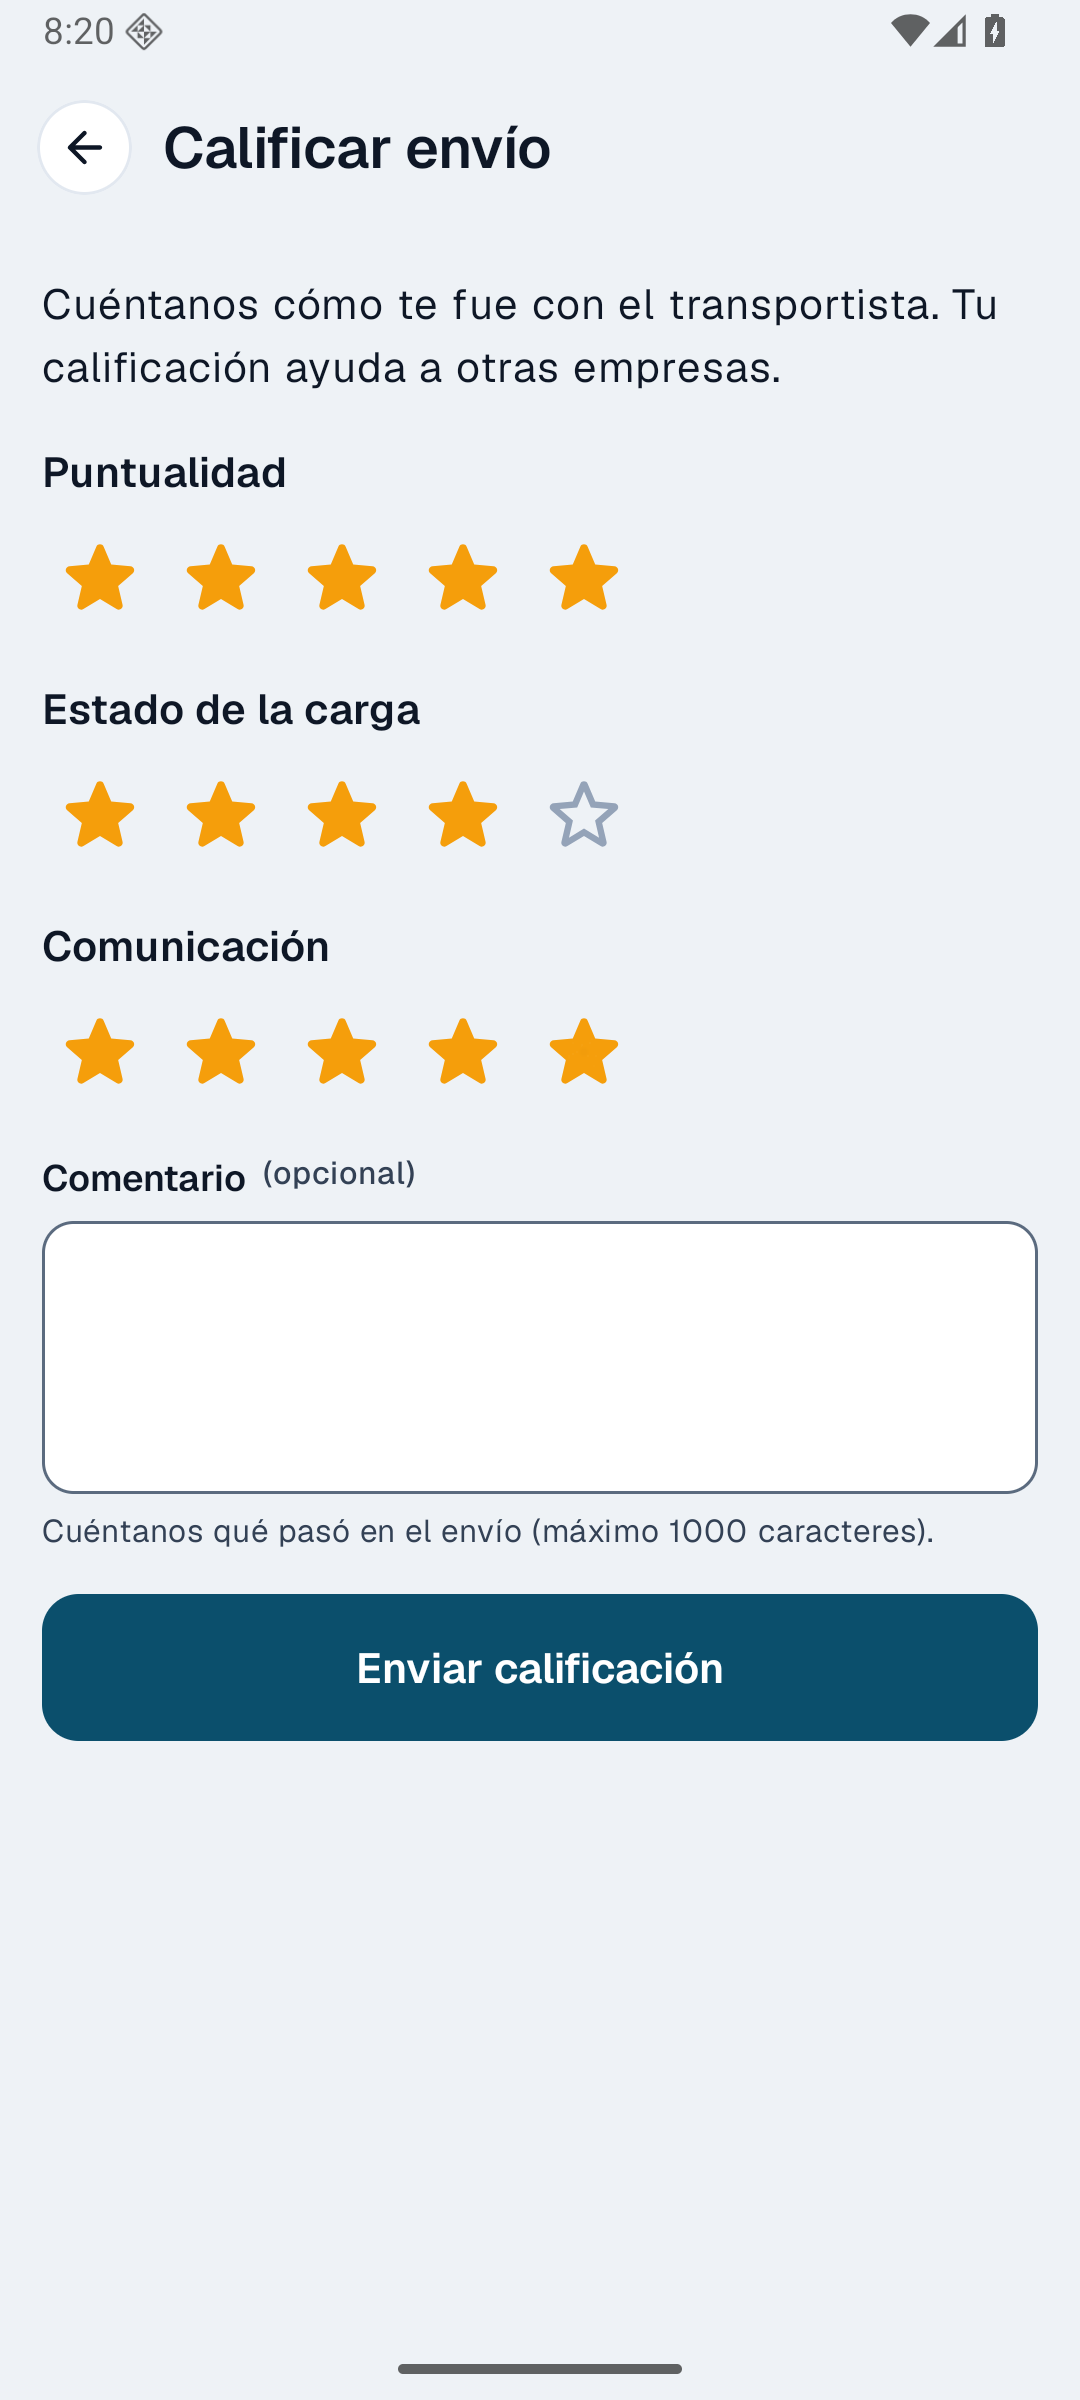 8:20
Calificar envío
Cuéntanos cómo te fue con el transportista. Tu
calificación ayuda a otras empresas.
Puntualidad
Estado de la carga
Comunicación
Comentario (opcional)
Cuéntanos qué pasó en el envío (máximo 1000 caracteres).
Enviar calificación